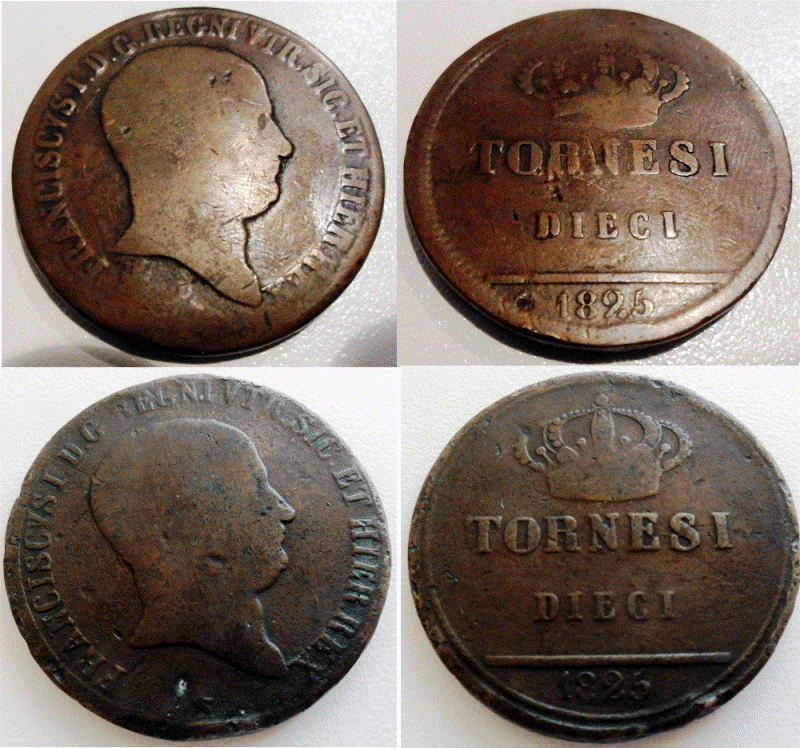 FRANCISCVS I. D. G. REGNI VTR. SIC. ET HIER. REX
TORNESI
DIECI
1825
FRANCISCVS I. D. G. REGNI VTR. SIC. ET HIER. REX
TORNESI
DIECI
1825